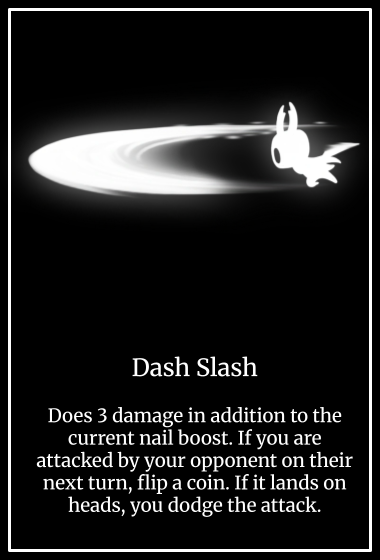 Dash Slash
Does 3 damage in addition to the
current nail boost. If you are
attacked by your opponent on their
next turn, flip a coin. If it lands on
heads, you dodge the attack.